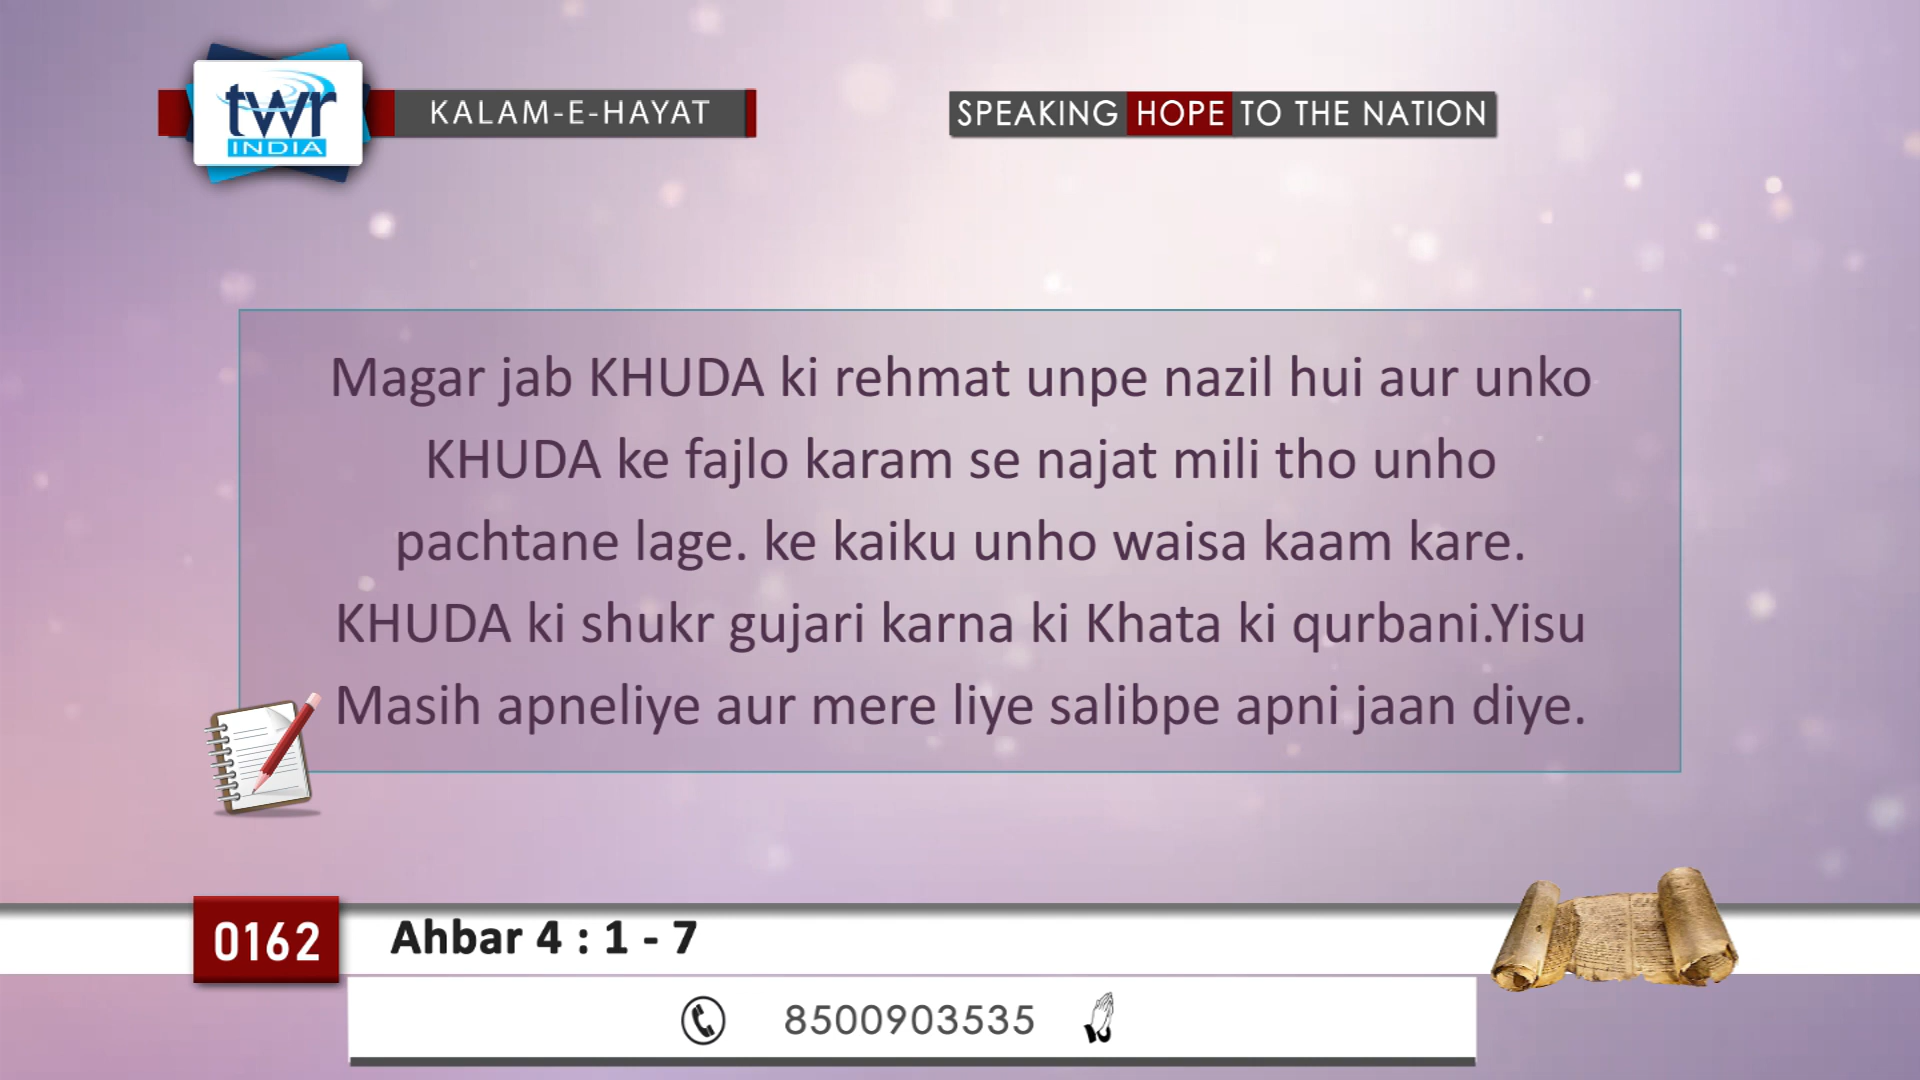 twr
INDIA
KALAM-E-HAYAT
SPEAKING HOPE TO THE NATION
Magar jab KHUDA ki rehmat unpe nazil hui aur unko
KHUDA ke fajlo karam se najat mili tho unho
pachtane lage. ke kaiku unho waisa kaam kare.
KHUDA ki shukr gujari karna ki Khata ki qurbani.Yisu
Masih apneliye aur mere liye salibpe apni jaan diye.
0162
Ahbar 4 : 1 - 7
8500903535